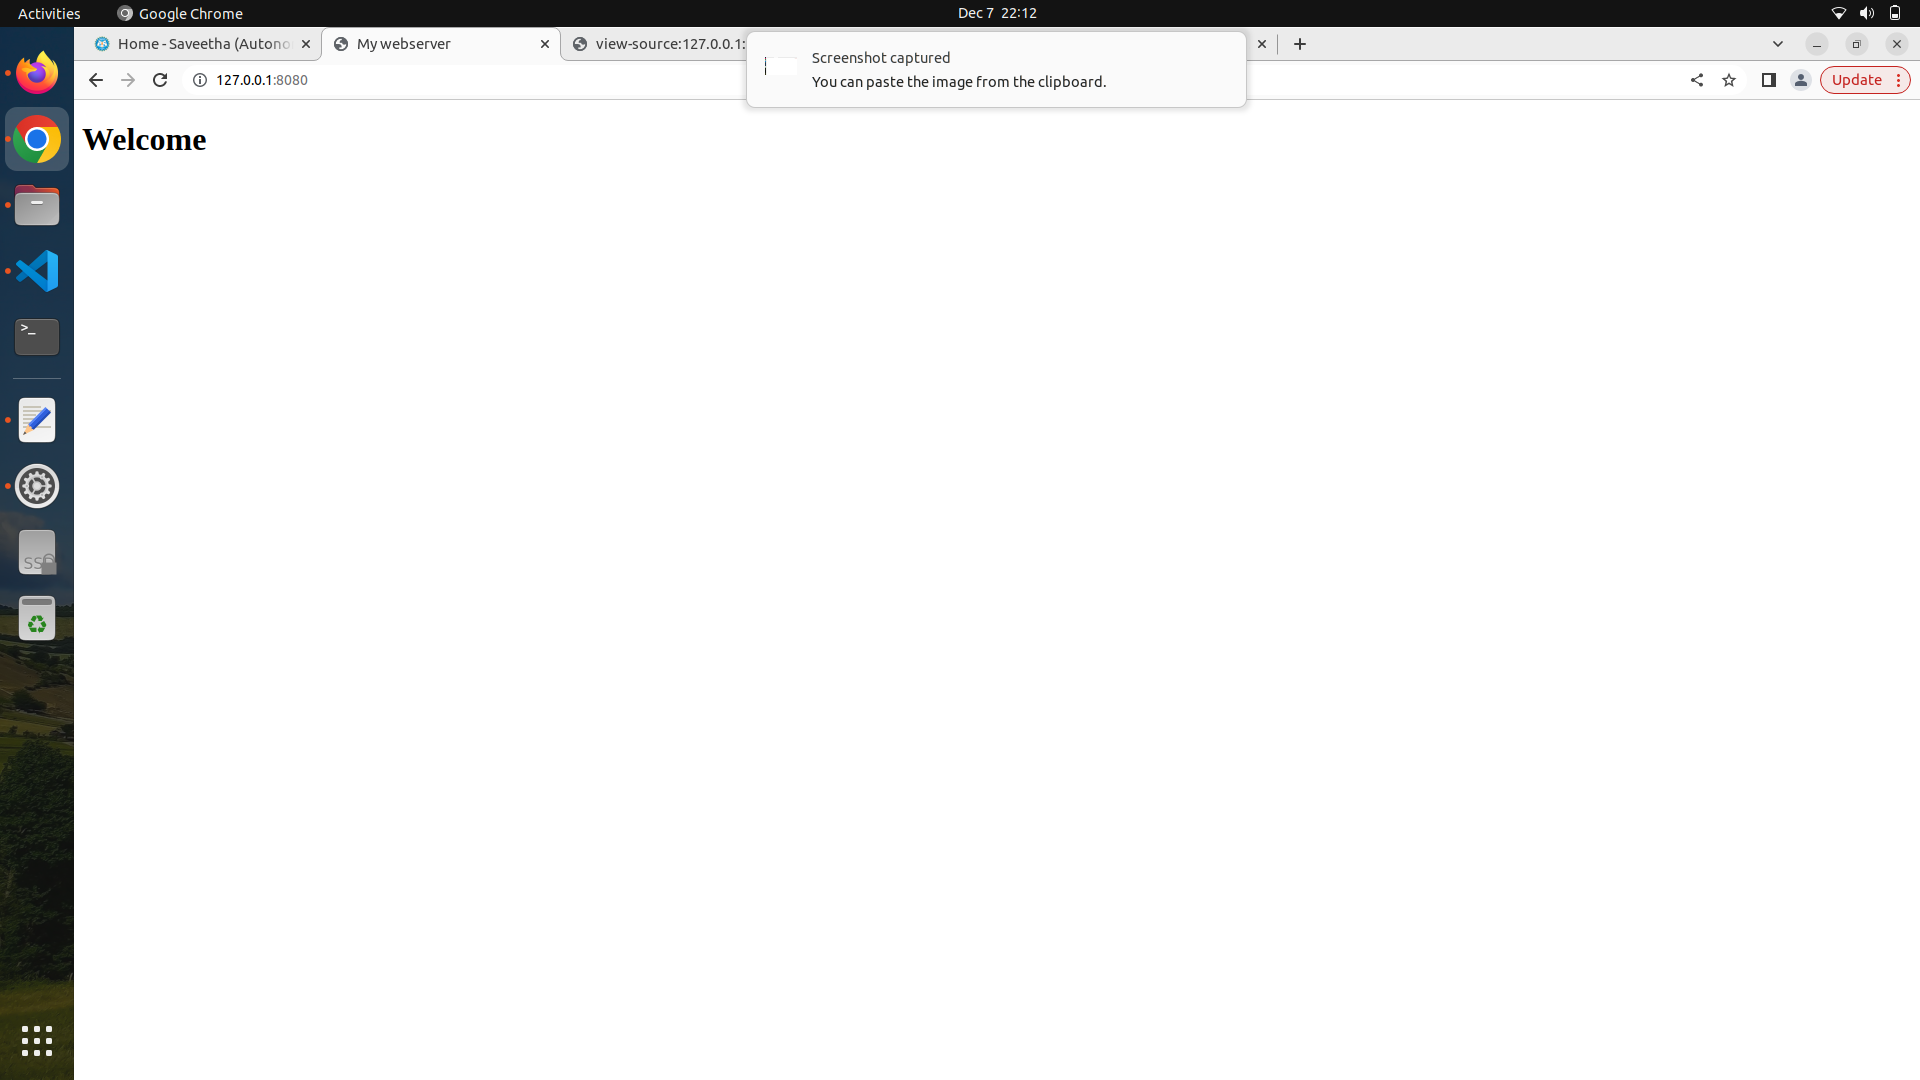 Activities
Google Chrome
Dec 7 22:12
Home - Saveetha (Autono
My webserver
view-source:127.0.0.1:
Screenshot captured
You can paste the image from the clipboard.
127.0.0.1:8080
Update
Welcome
>_
SS